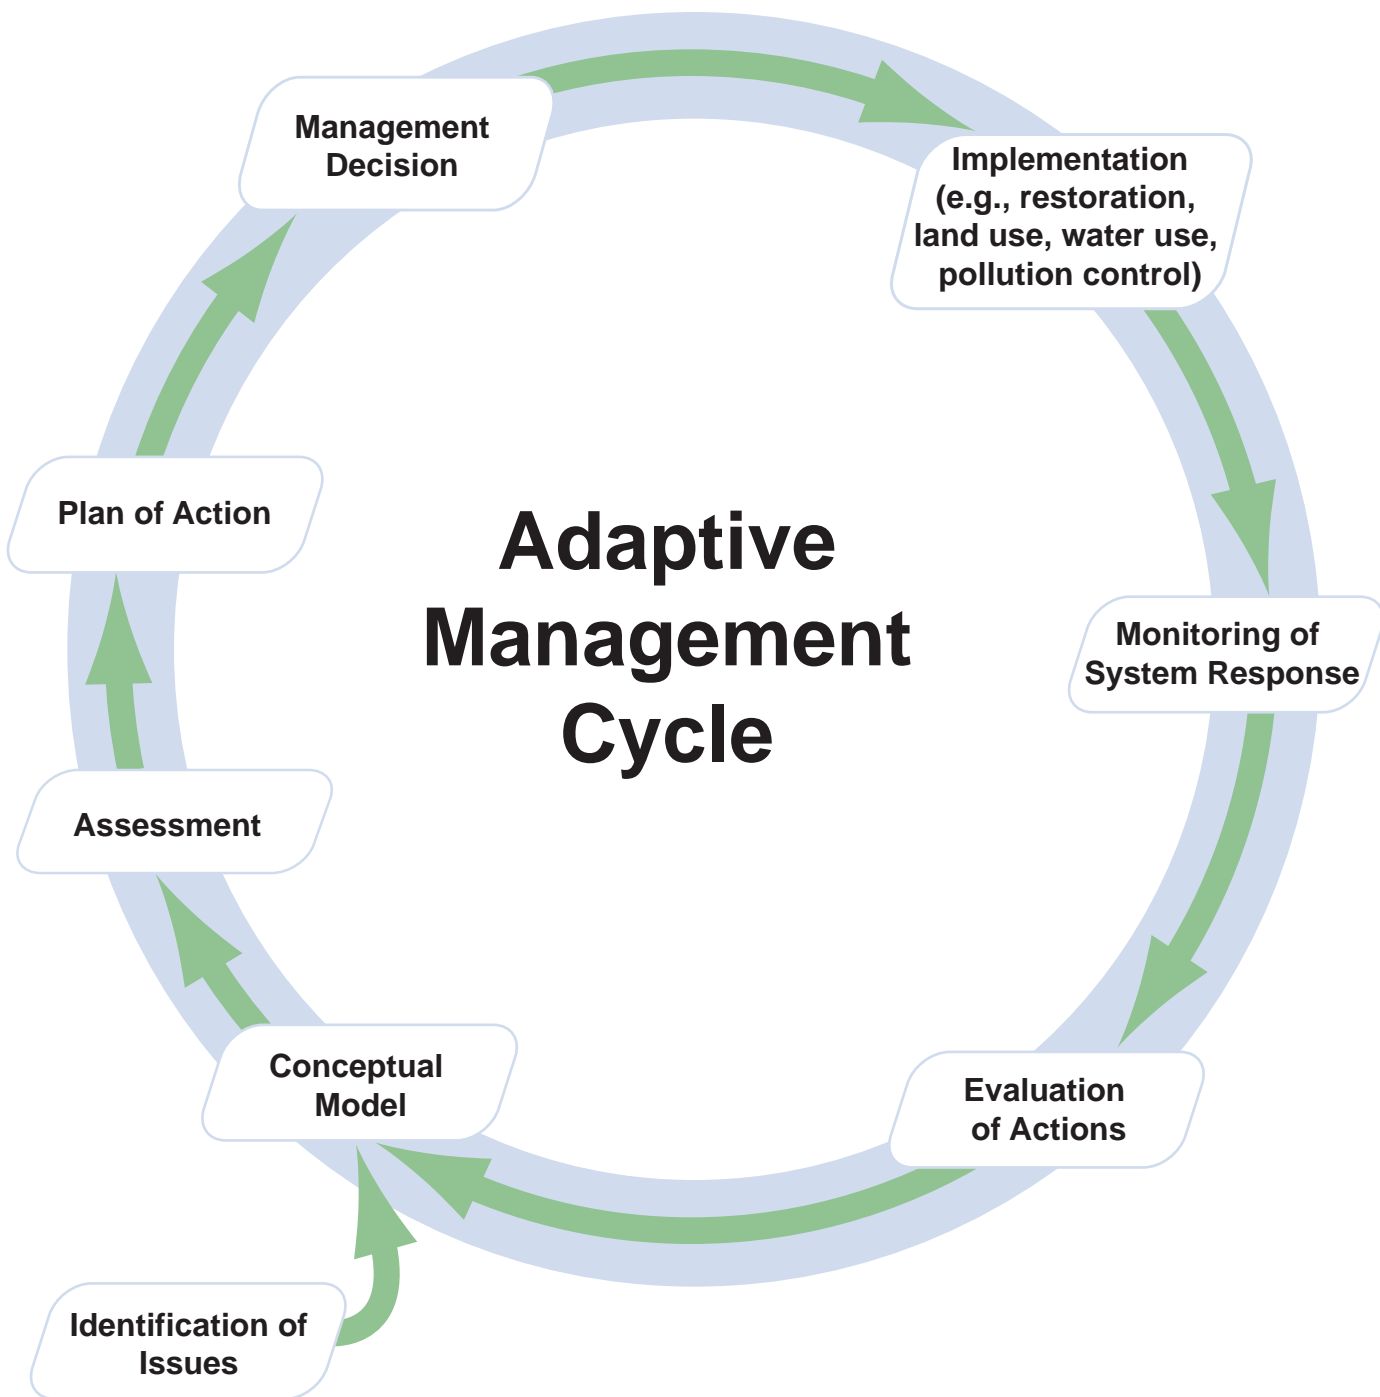 Management
Decision
Implementation
(e.g., restoration,
land use, water use,
pollution control)
Plan of Action
Adaptive
Management
Cycle
Monitoring of
System Response
Assessment
Conceptual
Model
Evaluation
of Actions
Identification of
Issues